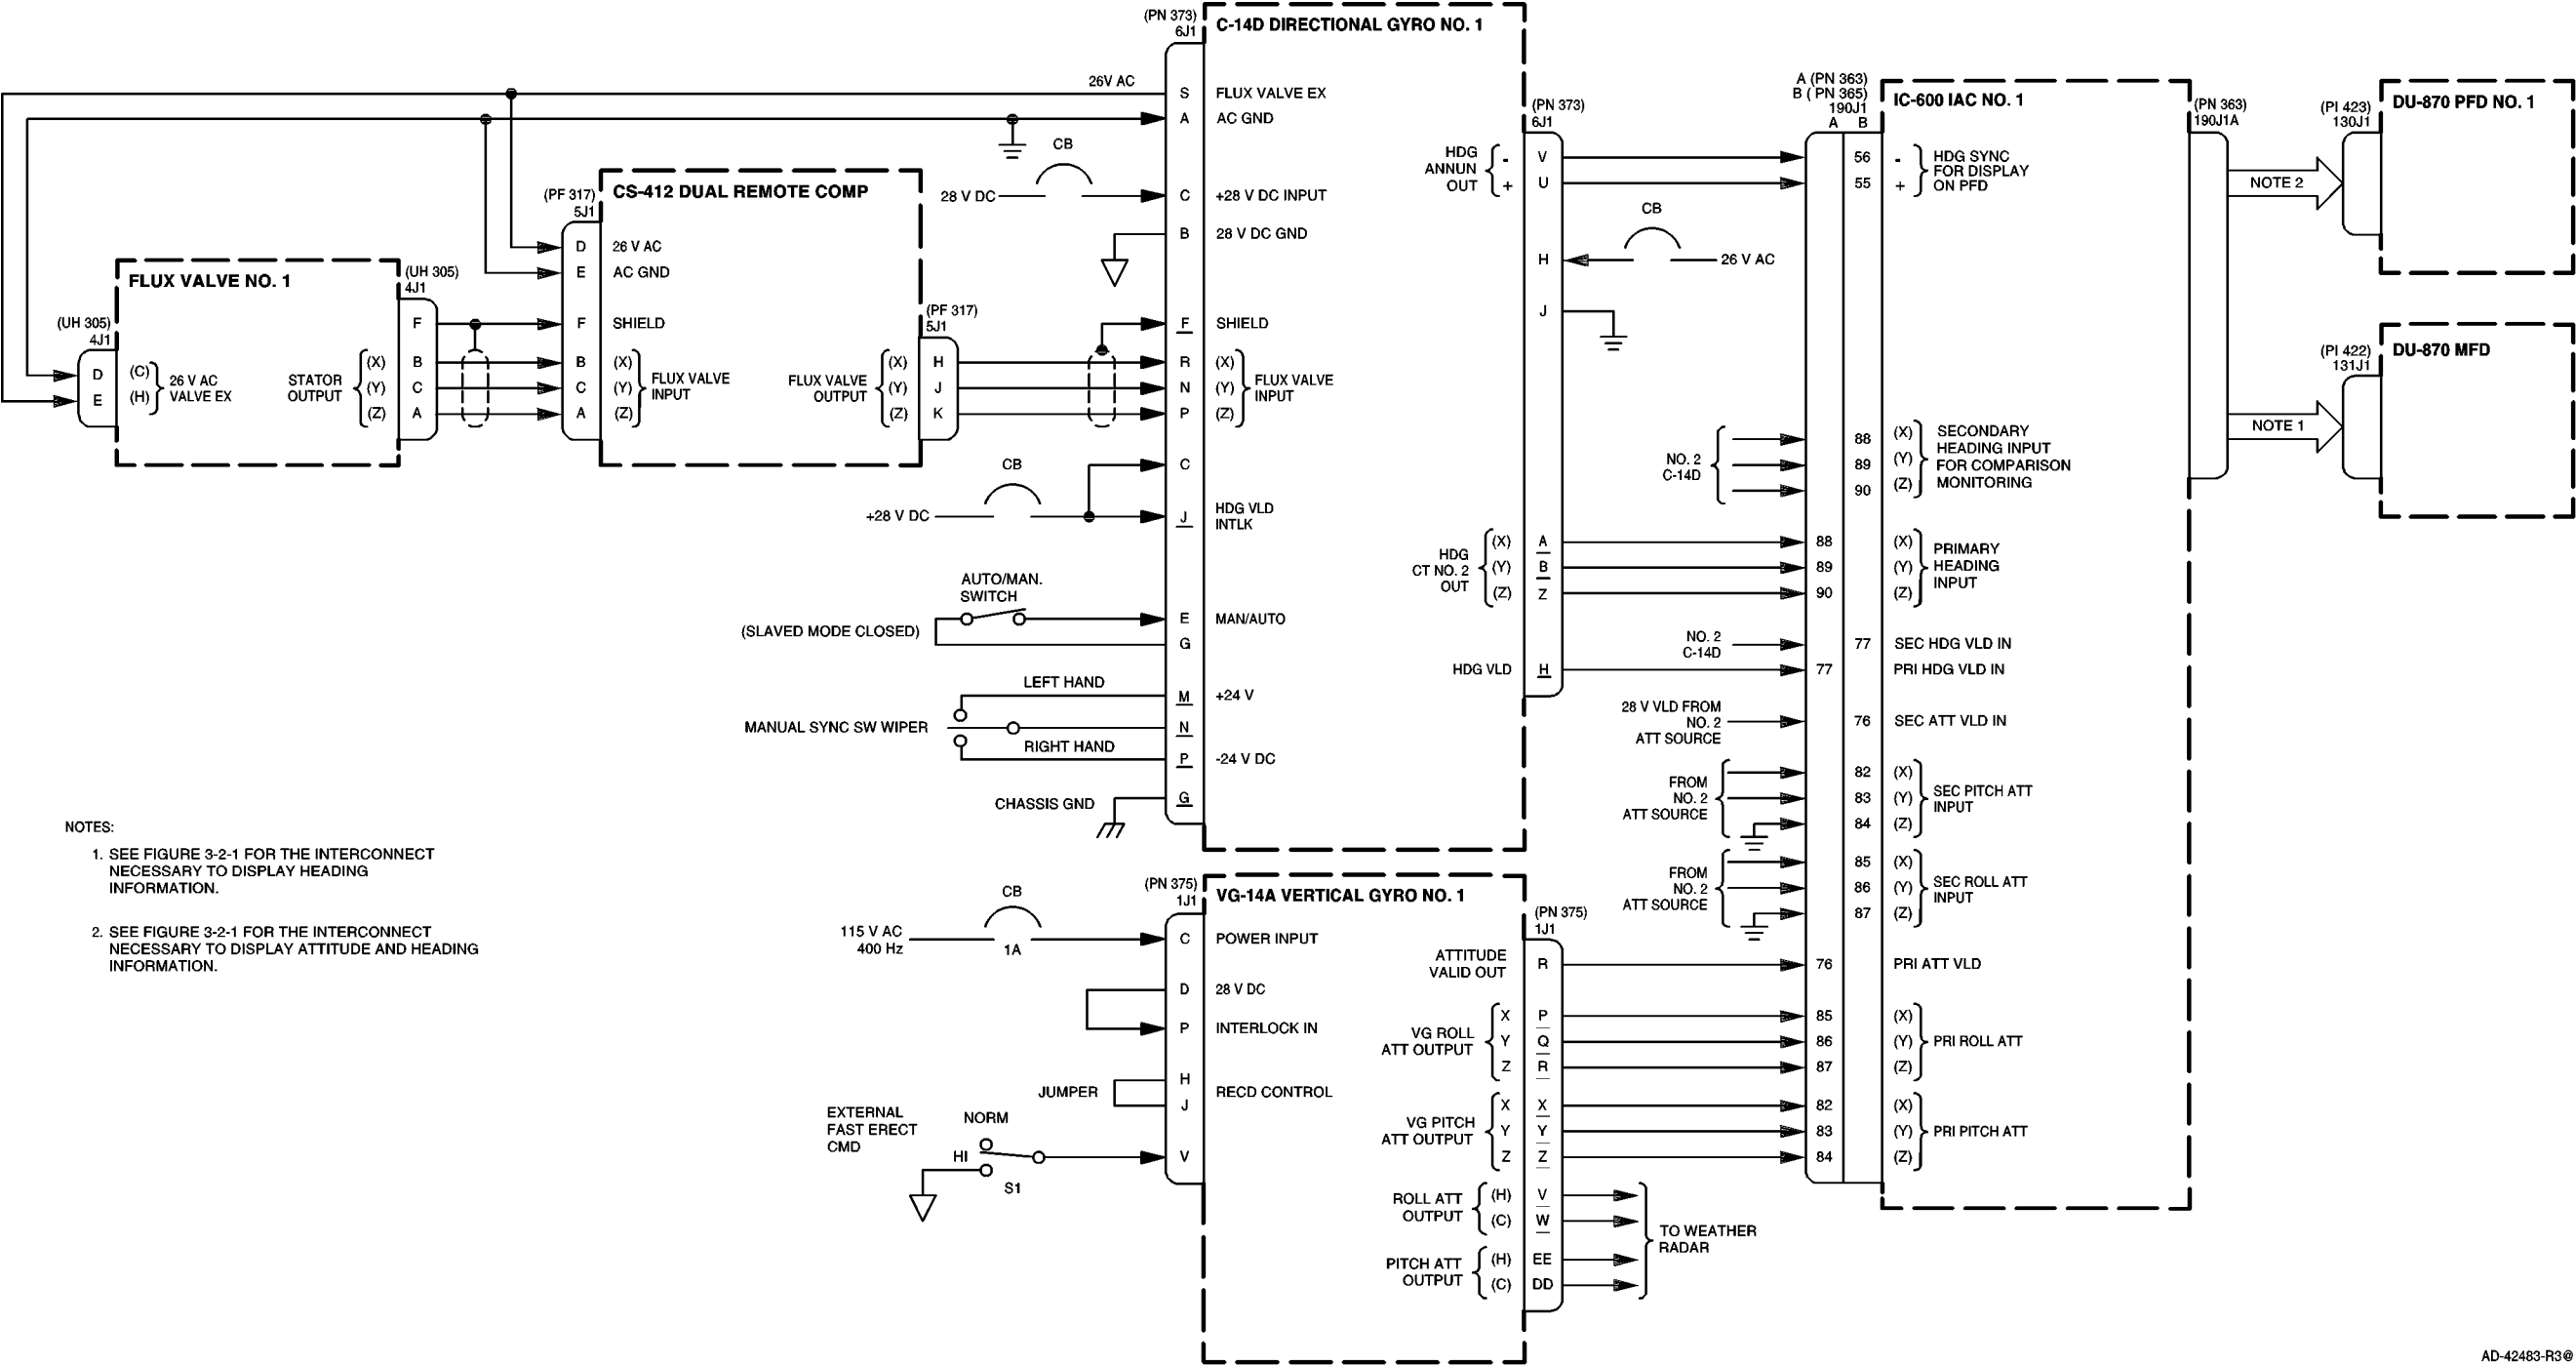 (PN 373)
6J1
C-14D DIRECTIONAL GYRO NO. 1
26V AC
S
FLUX VALVE EX
A
AC GND
CB
28 V DC
C
+28 V DC INPUT
B
28 V DC GND
F
SHIELD
R
(X)
N
(Y)
P
(Z)
FLUX VALVE
INPUT
CB
C
+28 V DC
J
HDG VLD
INTLK
AUTO/MAN.
SWITCH
(SLAVED MODE CLOSED)
E
MAN/AUTO
G
LEFT HAND
M
+24 V
MANUAL SYNC SW WIPER
N
RIGHT HAND
P
-24 V DC
CHASSIS GND
G
FLUX VALVE NO. 1
(UH 305)
4J1
D
(C)
E
(H)
26 V AC
VALVE EX
(UH 305)
4J1
F
STATOR
OUTPUT
(X)
B
(Y)
C
(Z)
A
CS-412 DUAL REMOTE COMP
(PF 317)
5J1
D
26 V AC
E
AC GND
F
SHIELD
B
(X)
C
(Y)
A
(Z)
FLUX VALVE
INPUT
(PF 317)
5J1
FLUX VALVE
OUTPUT
(X)
H
(Y)
J
(Z)
K
(PN 373)
6J1
HDG
ANNUN
OUT
-
V
+
U
CB
H
26 V AC
J
HDG
CT NO. 2
OUT
(X)
A
(Y)
B
(Z)
Z
HDG VLD
H
A (PN 363)
B ( PN 365)
190J1
A
B
IC-600 IAC NO. 1
56
-
55
+
HDG SYNC
FOR DISPLAY
ON PFD
NO. 2
C-14D
88
(X)
89
(Y)
90
(Z)
SECONDARY
HEADING INPUT
FOR COMPARISON
MONITORING
88
(X)
89
(Y)
90
(Z)
PRIMARY
HEADING
INPUT
NO. 2
C-14D
77
SEC HDG VLD IN
77
PRI HDG VLD IN
28 V VLD FROM
NO. 2
ATT SOURCE
76
SEC ATT VLD IN
FROM
NO. 2
ATT SOURCE
82
(X)
83
(Y)
84
(Z)
SEC PITCH ATT
INPUT
FROM
NO. 2
ATT SOURCE
85
(X)
86
(Y)
87
(Z)
SEC ROLL ATT
INPUT
76
PRI ATT VLD
85
(X)
86
(Y)
87
(Z)
PRI ROLL ATT
82
(X)
83
(Y)
84
(Z)
PRI PITCH ATT
(PN 363)
190J1A
NOTE 2
NOTE 1
(PI 423)
130J1
DU-870 PFD NO. 1
(PI 422)
131J1
DU-870 MFD
(PN 375)
1J1
VG-14A VERTICAL GYRO NO. 1
115 V AC
400 Hz
CB
1A
C
POWER INPUT
D
28 V DC
P
INTERLOCK IN
JUMPER
H
J
RECD CONTROL
EXTERNAL
FAST ERECT
CMD
NORM
HI
S1
V
(PN 375)
1J1
ATTITUDE
VALID OUT
R
VG ROLL
ATT OUTPUT
X
P
Y
Q
Z
R
VG PITCH
ATT OUTPUT
X
X
Y
Y
Z
Z
ROLL ATT
OUTPUT
(H)
V
(C)
W
PITCH ATT
OUTPUT
(H)
EE
(C)
DD
TO WEATHER
RADAR
NOTES:
1. SEE FIGURE 3-2-1 FOR THE INTERCONNECT
NECESSARY TO DISPLAY HEADING
INFORMATION.
2. SEE FIGURE 3-2-1 FOR THE INTERCONNECT
NECESSARY TO DISPLAY ATTITUDE AND HEADING
INFORMATION.
AD-42483-R3@